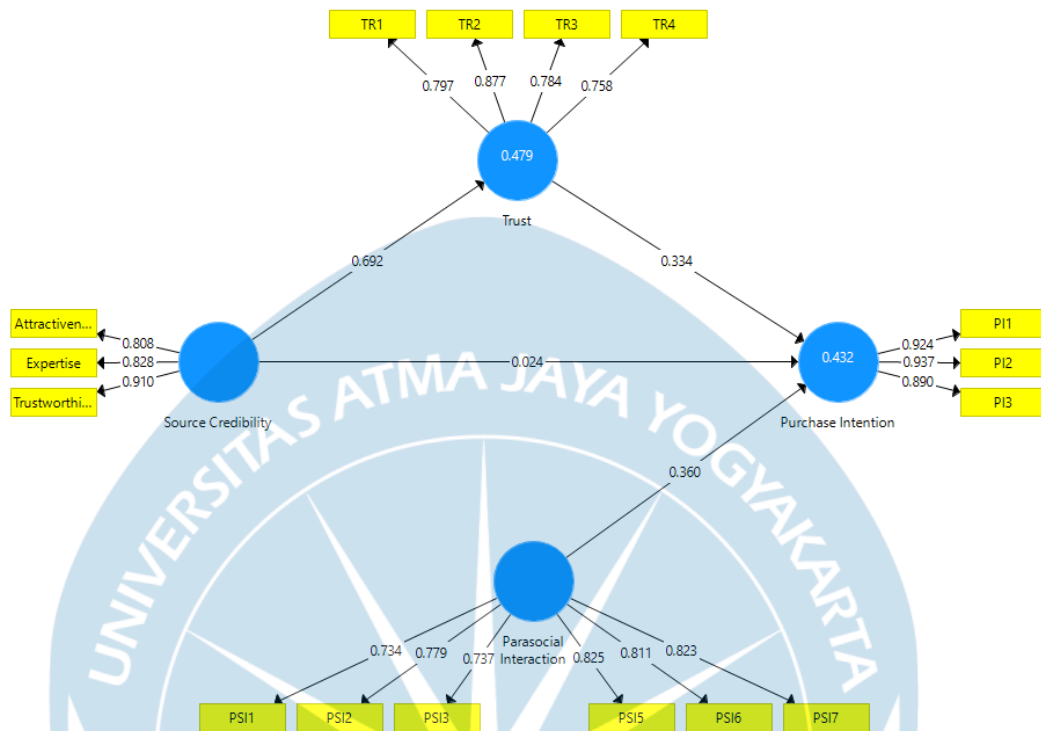 TR1 TR2 TR3 TR4
0.797 0.877 0.784 0.758
0.479
Trust
0.692 0.334
Attractiven...
Expertise
Trustworthi...
0.808
0.828
0.910
Source Credibility
0.024
0.432
Purchase Intention
0.924
0.937
0.890
PI1
PI2
PI3
0.360
Parasocial
Interaction
0.734 0.779 0.737 0.825 0.811 0.823
PSI1 PSI2 PSI3 PSI5 PSI6 PSI7
UNIVERSITAS ATMA JAYA YOGYAKARTA